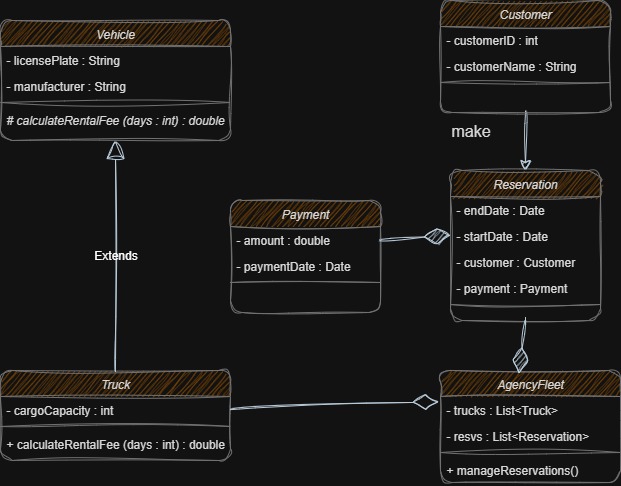 Vehicle
- licensePlate : String
- manufacturer : String
# calculateRentalFee (days : int) : double
Customer
- customerID : int
- customerName : String
make
Reservation
- endDate : Date
- startDate : Date
- customer : Customer
- payment : Payment
Payment
- amount : double
- paymentDate : Date
Extends
Truck
- cargoCapacity : int
+ calculateRentalFee (days : int) : double
AgencyFleet
- trucks : List<Truck>
- resvs : List<Reservation>
+ manageReservations()